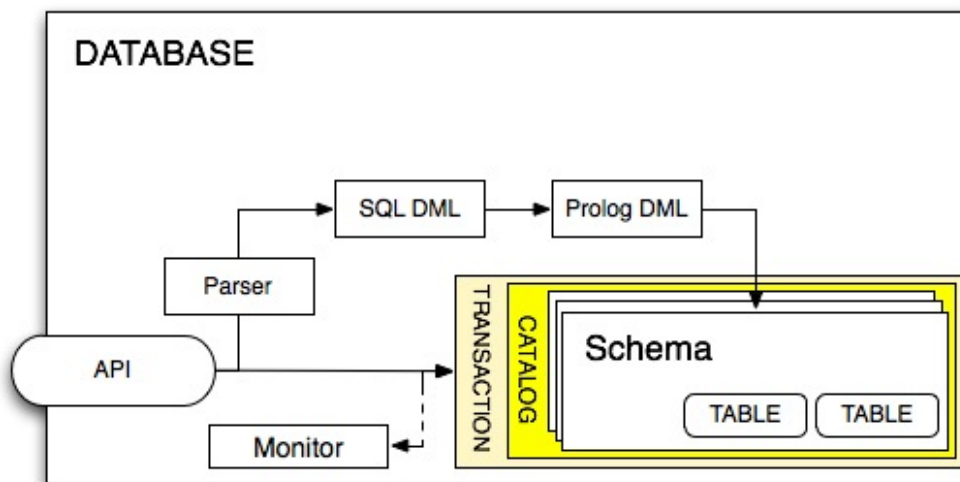 DATABASE
SQL DML
Prolog DML
Parser
API
Monitor
TRANSACTION
CATALOG
Schema
TABLE
TABLE